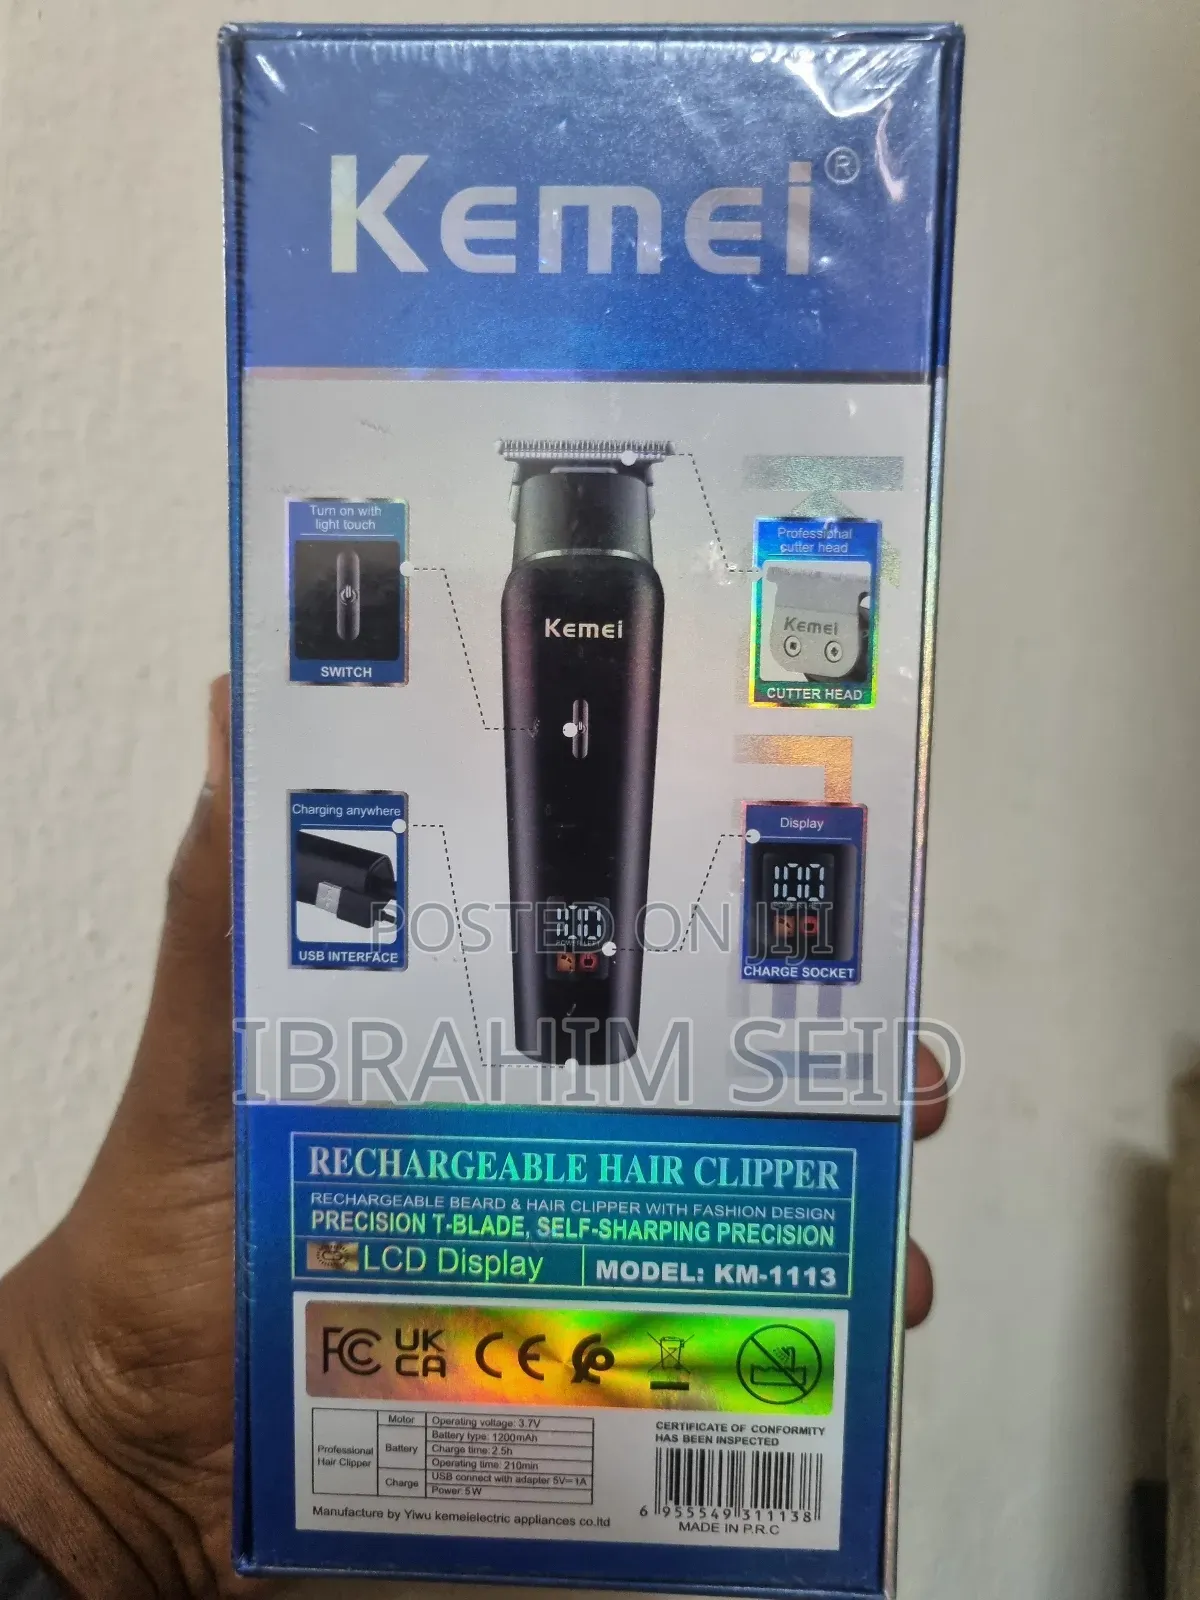 Kemei®
Turn on with
light touch
SWITCH
Professional
cutter head
Kemei
CUTTER HEAD
Kemei
Charging anywhere
USB INTERFACE
Display
100
CHARGE SOCKET
100
POWER LEFT
POSTED ON JIJI
IBRAHIM SEID
RECHARGEABLE HAIR CLIPPER
RECHARGEABLE BEARD & HAIR CLIPPER WITH FASHION DESIGN
PRECISION T-BLADE, SELF-SHARPING PRECISION
LCD Display
MODEL: KM-1113
FC UK CA CE
Professional Hair Clipper
Motor Operating voltage: 3.7V
Battery Battery type: 1200mAh
Charge time: 2.5h
Operating time: 210min
Charge USB connect with adapter 5V=1A
Power: 5W
Manufacture by Yiwu kemeielectric appliances co.ltd
CERTIFICATE OF CONFORMITY
HAS BEEN INSPECTED
6 955549 311138
MADE IN P.R.C